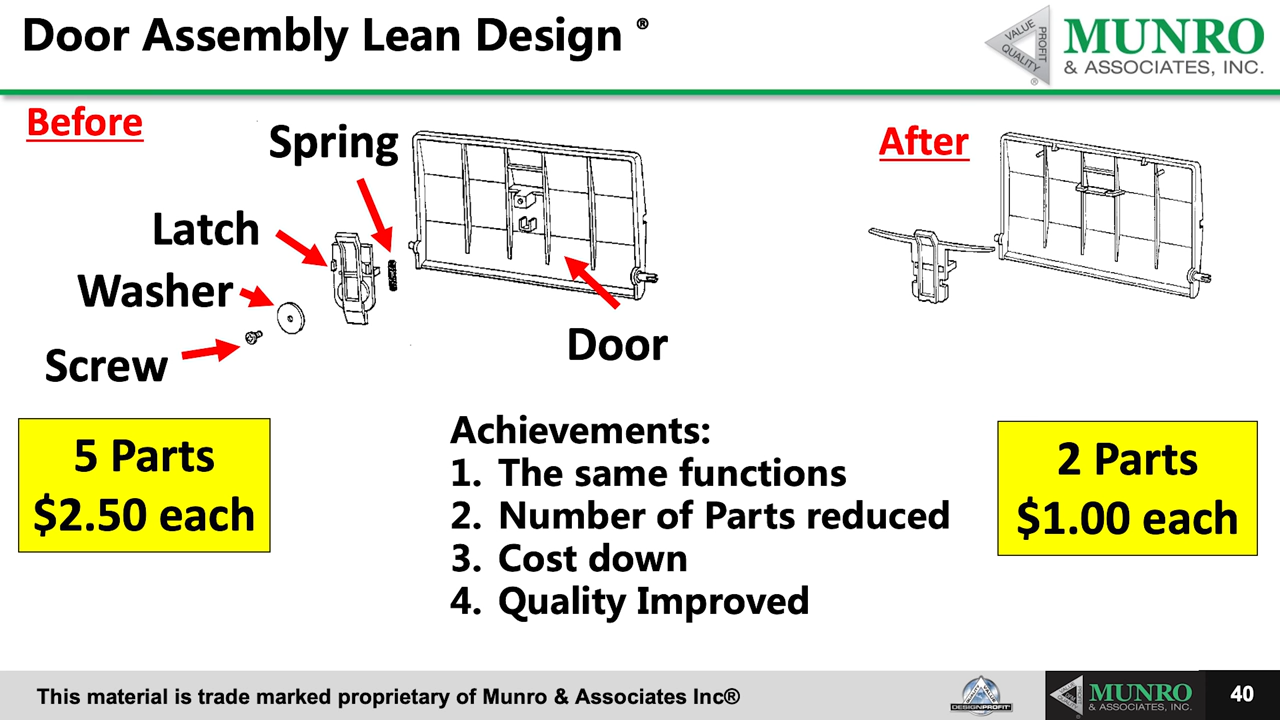 Door Assembly Lean Design ®
VALUE
PROFIT
QUALITY
®
MUNRO
& ASSOCIATES, INC.
Before
Spring
After
Latch
Washer
Screw
Door
5 Parts
$2.50 each
Achievements:
1. The same functions
2. Number of Parts reduced
3. Cost down
4. Quality Improved
2 Parts
$1.00 each
This material is trade marked proprietary of Munro & Associates Inc®
DESIGNPROFIT
MUNRO
& ASSOCIATES, INC.
40